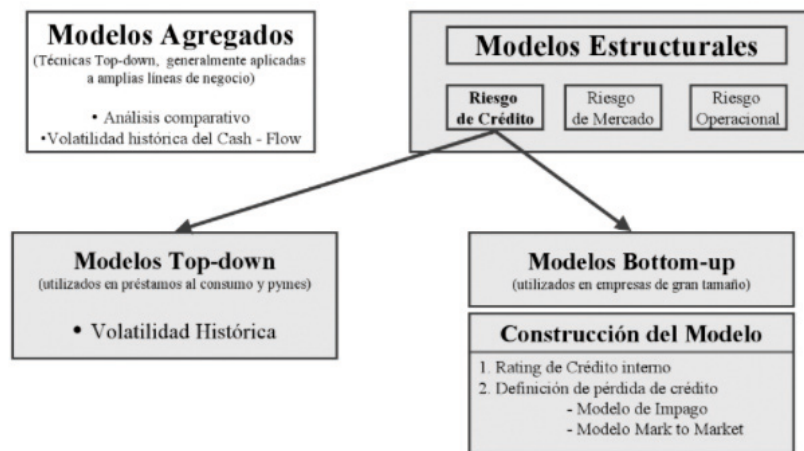 Modelos Agregados
(Técnicas Top-down, generalmente aplicadas
a amplias líneas de negocio)
• Análisis comparativo
•Volatilidad histórica del Cash - Flow
Modelos Estructurales
Riesgo
de Crédito
Riesgo
de Mercado
Riesgo
Operacional
Modelos Top-down
(utilizados en préstamos al consumo y pymes)
• Volatilidad Histórica
Modelos Bottom-up
(utilizados en empresas de gran tamaño)
Construcción del Modelo
1. Rating de Crédito interno
2. Definición de pérdida de crédito
- Modelo de Impago
- Modelo Mark to Market